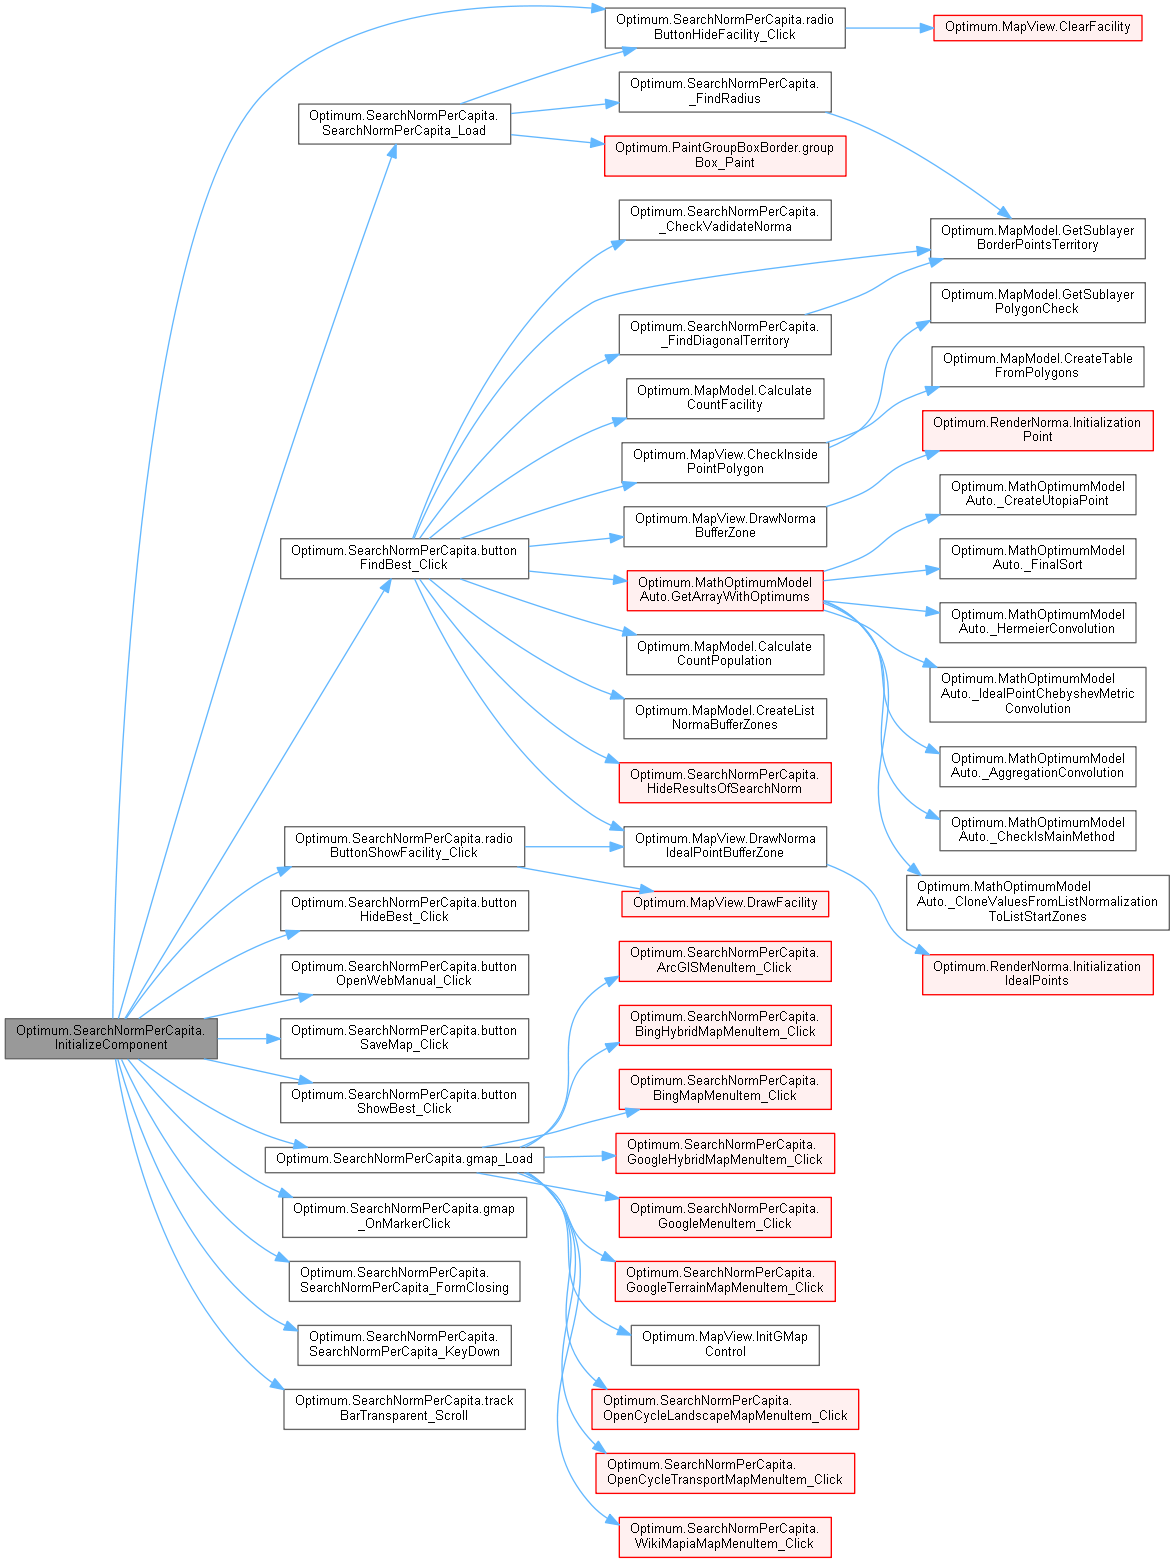 Optimum.SearchNormPerCapita.
InitializeComponent
Optimum.SearchNormPerCapita.
SearchNormPerCapita_Load
Optimum.SearchNormPerCapita.button
FindBest_Click
Optimum.SearchNormPerCapita.radio
ButtonShowFacility_Click
Optimum.SearchNormPerCapita.button
HideBest_Click
Optimum.SearchNormPerCapita.button
OpenWebManual_Click
Optimum.SearchNormPerCapita.button
SaveMap_Click
Optimum.SearchNormPerCapita.button
ShowBest_Click
Optimum.SearchNormPerCapita.gmap_Load
Optimum.SearchNormPerCapita.gmap
_OnMarkerClick
Optimum.SearchNormPerCapita.
SearchNormPerCapita_FormClosing
Optimum.SearchNormPerCapita.
SearchNormPerCapita_KeyDown
Optimum.SearchNormPerCapita.track
BarTransparent_Scroll
Optimum.SearchNormPerCapita.radio
ButtonHideFacility_Click
Optimum.SearchNormPerCapita.
_FindRadius
Optimum.PaintGroupBoxBorder.group
Box_Paint
Optimum.SearchNormPerCapita.
_CheckVadidateNorma
Optimum.SearchNormPerCapita.
_FindDiagonalTerritory
Optimum.MapModel.Calculate
CountFacility
Optimum.MapView.CheckInside
PointPolygon
Optimum.MapView.DrawNorma
BufferZone
Optimum.MathOptimumModel
Auto.GetArrayWithOptimums
Optimum.MapModel.Calculate
CountPopulation
Optimum.MapModel.CreateList
NormaBufferZones
Optimum.SearchNormPerCapita.
HideResultsOfSearchNorm
Optimum.MapView.DrawNorma
IdealPointBufferZone
Optimum.MapView.DrawFacility
Optimum.SearchNormPerCapita.
ArcGISMenuItem_Click
Optimum.SearchNormPerCapita.
BingHybridMapMenuItem_Click
Optimum.SearchNormPerCapita.
BingMapMenuItem_Click
Optimum.SearchNormPerCapita.
GoogleHybridMapMenuItem_Click
Optimum.SearchNormPerCapita.
GoogleMenuItem_Click
Optimum.SearchNormPerCapita.
GoogleTerrainMapMenuItem_Click
Optimum.MapView.InitGMap
Control
Optimum.SearchNormPerCapita.
OpenCycleLandscapeMapMenuItem_Click
Optimum.SearchNormPerCapita.
OpenCycleTransportMapMenuItem_Click
Optimum.SearchNormPerCapita.
WikiMapiaMapMenuItem_Click
Optimum.MapView.ClearFacility
Optimum.MapModel.GetSublayer
BorderPointsTerritory
Optimum.MapModel.GetSublayer
PolygonCheck
Optimum.MapModel.CreateTable
FromPolygons
Optimum.RenderNorma.Initialization
Point
Optimum.MathOptimumModel
Auto._CreateUtopiaPoint
Optimum.MathOptimumModel
Auto._FinalSort
Optimum.MathOptimumModel
Auto._HermeierConvolution
Optimum.MathOptimumModel
Auto._IdealPointChebyshevMetric
Convolution
Optimum.MathOptimumModel
Auto._AggregationConvolution
Optimum.MathOptimumModel
Auto._CheckIsMainMethod
Optimum.MathOptimumModel
Auto._CloneValuesFromListNormalization
ToListStartZones
Optimum.RenderNorma.Initialization
IdealPoints